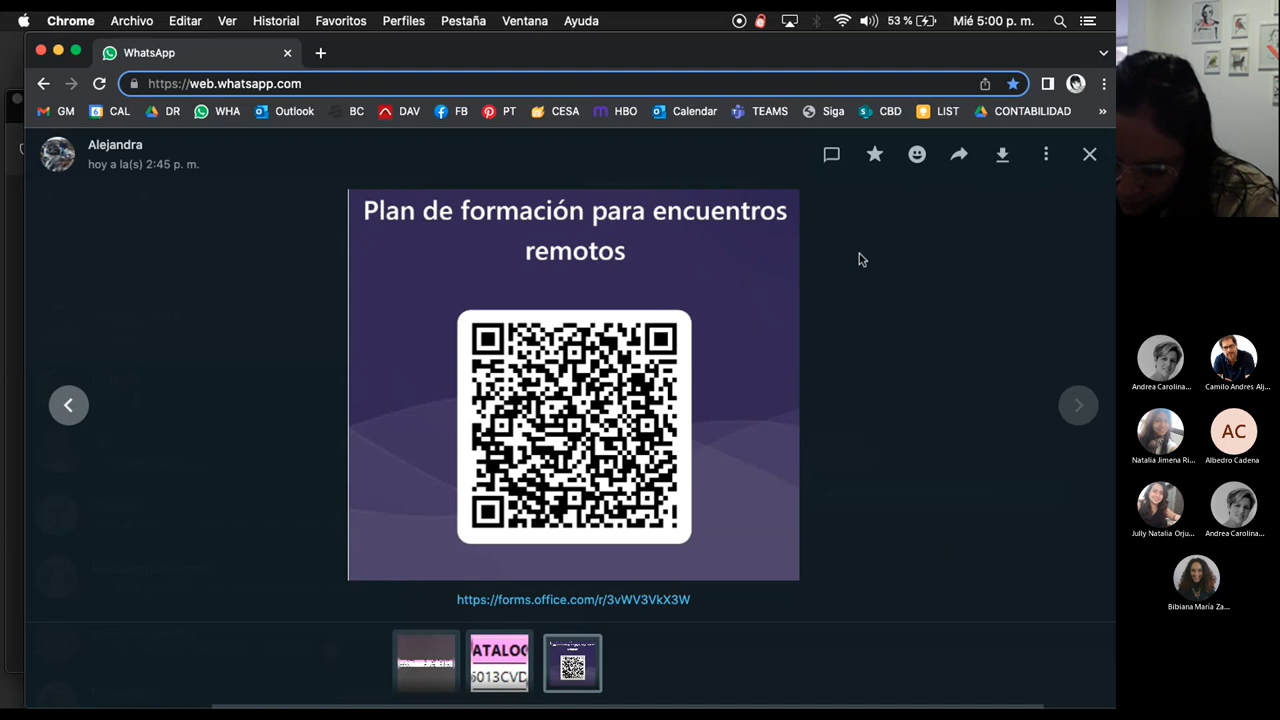 Chrome Archivo Editar Ver Historial Favoritos Perfiles Pestaña Ventana Ayuda 53 % Mié 5:00 p. m.
WhatsApp
https://web.whatsapp.com
GM CAL DR WHA Outlook BC DAV FB PT CESA HBO Calendar TEAMS Siga CBD LIST CONTABILIDAD
Alejandra
hoy a la(s) 2:45 p. m.
Plan de formación para encuentros
remotos
https://forms.office.com/r/3vWV3VkX3W
ATALOG
6013CVD
Andrea Carolina... Camilo Andres Alj...
AC
Natalia Jimena Ri... Albedro Cadena
Jully Natalia Orju... Andrea Carolina...
Bibiana María Za...